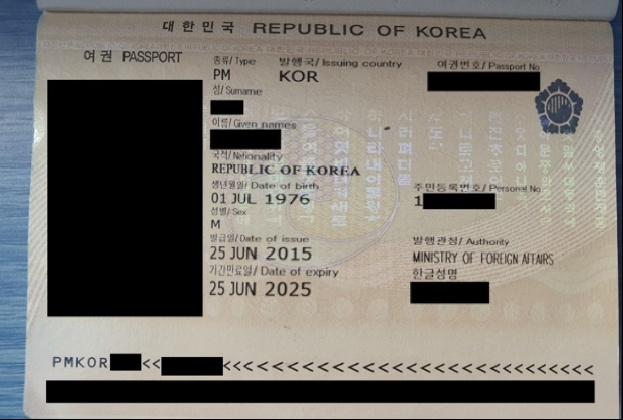 대한민국 REPUBLIC OF KOREA
여권 PASSPORT
종류/Type 발행국/Issuing country 여권번호/Passport No
PM KOR
성/Surname
이름/Given names
국적/Nationality
REPUBLIC OF KOREA
생년월일/Date of birth 주민등록번호/Personal No
01 JUL 1976 1
성별/Sex
M
발급일/Date of issue 발행관청/Authority
25 JUN 2015 MINISTRY OF FOREIGN AFFAIRS
기간만료일/Date of expiry 한글성명
25 JUN 2025
PMKOR << <<<<<<<<<<<<<<<<<<<<<<<<<<<<<